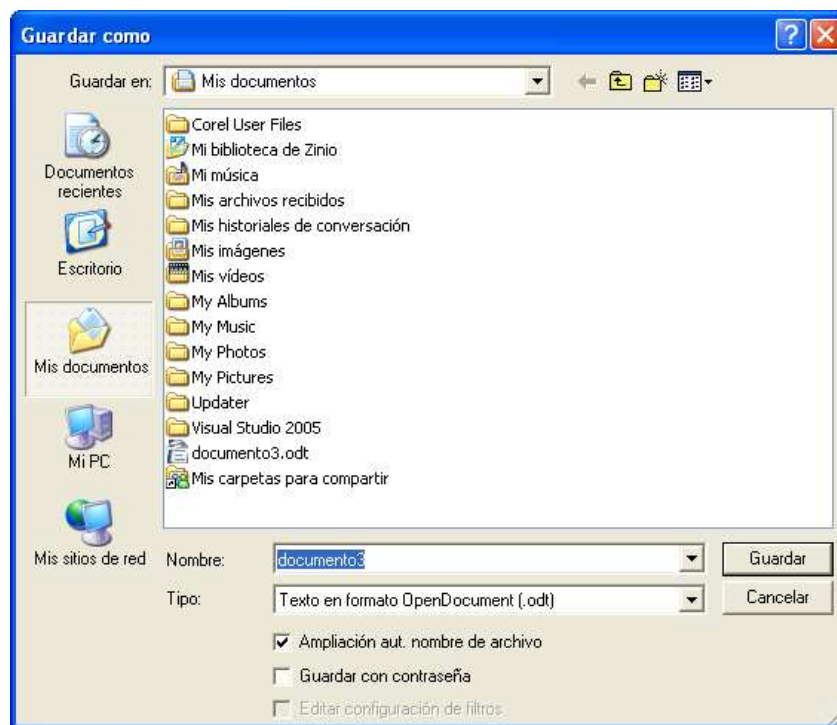 Guardar como
Guardar en:
Mis documentos
Documentos
recientes
Escritorio
Mis documentos
Mi PC
Mis sitios de red
Corel User Files
Mi biblioteca de Zinio
Mi música
Mis archivos recibidos
Mis historiales de conversación
Mis imágenes
Mis vídeos
My Albums
My Music
My Photos
My Pictures
Updater
Visual Studio 2005
documento3.odt
Mis carpetas para compartir
Nombre:
documento3
Guardar
Tipo:
Texto en formato OpenDocument (.odt)
Cancelar
Ampliación aut. nombre de archivo
Guardar con contraseña
Editar configuración de filtros